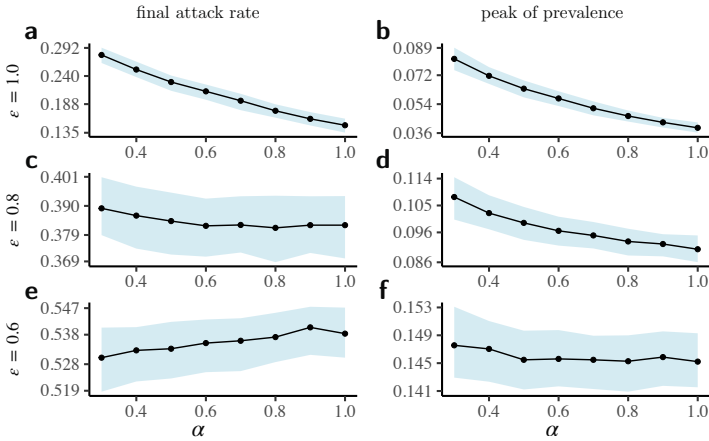 final attack rate
peak of prevalence
a
b
ε = 1.0
0.292
0.240
0.188
0.135
0.089
0.072
0.054
0.036
0.4 0.6 0.8 1.0
0.4 0.6 0.8 1.0
c
d
ε = 0.8
0.401
0.390
0.379
0.369
0.114
0.105
0.096
0.086
0.4 0.6 0.8 1.0
0.4 0.6 0.8 1.0
e
f
ε = 0.6
0.547
0.538
0.528
0.519
0.153
0.149
0.145
0.141
0.4 0.6 0.8 1.0
0.4 0.6 0.8 1.0
α
α